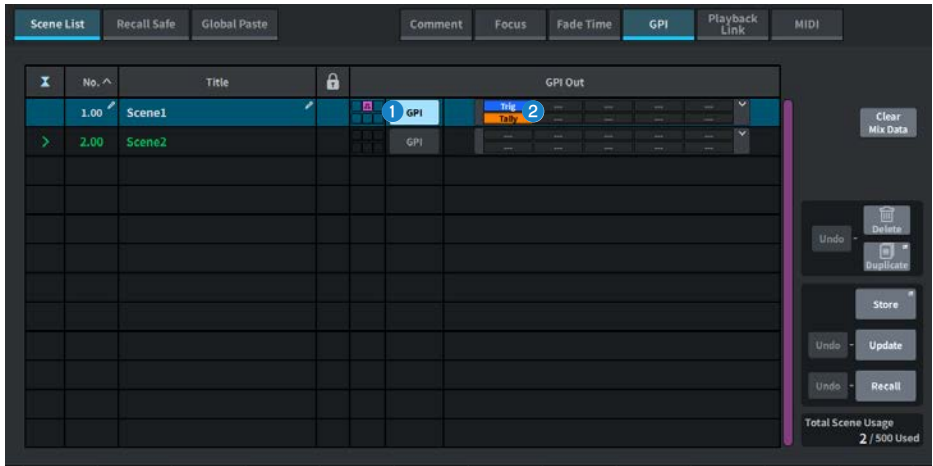 Scene List Recall Safe Global Paste Comment Focus Fade Time GPI Playback Link MIDI
No. Title GPI Out
1.00 Scene1 1 GPI Trig 2 --- --- --- ---
Tally --- --- --- ---
2.00 Scene2 GPI --- --- --- --- ---
--- --- --- --- ---
Clear
Mix Data
Undo - Delete
Duplicate
Store
Undo - Update
Undo - Recall
Total Scene Usage
2 / 500 Used